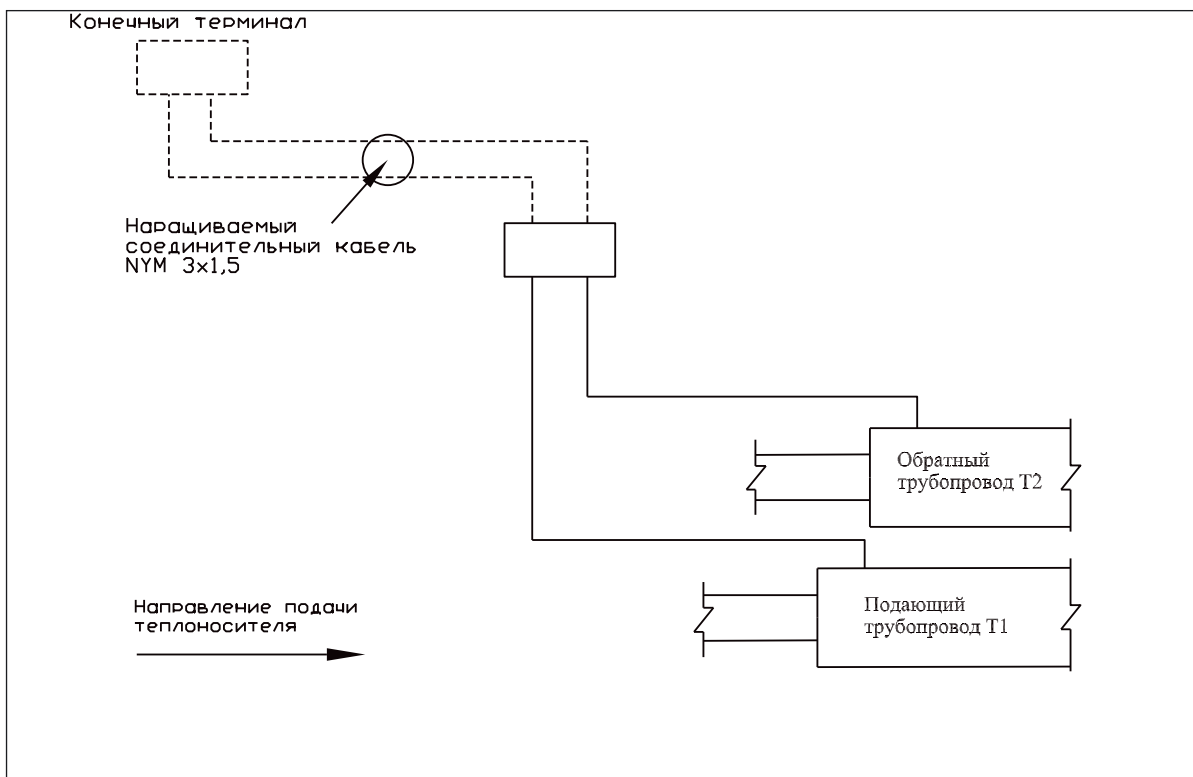 Конечный терминал
Наращиваемый
соединительный кабель
NYM 3x1,5
Обратный
трубопровод Т2
Направление подачи
теплоносителя
Подающий
трубопровод Т1